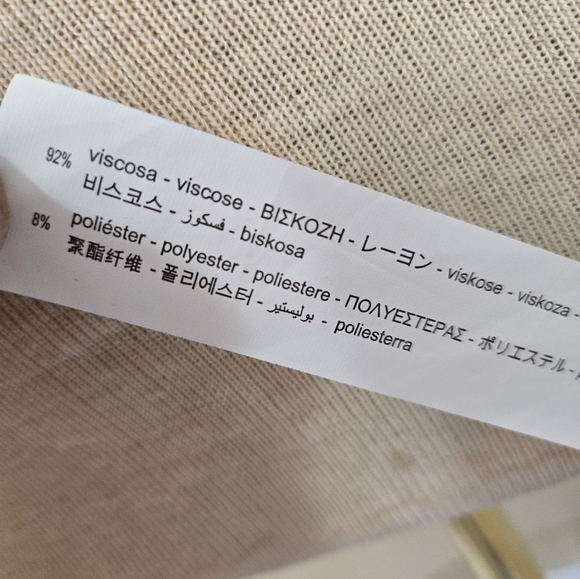 92% viscosa - viscose - ΒΙΣΚΟΖΗ - レーヨン - viskose - viskoza -
비스코스 - فسكوز - biskosa
8% poliéster - polyester - poliestere - ΠΟΛΥΕΣΤΕΡΑΣ - ポリエステル -
聚酯纤维 - 폴리에스터 - بوليستير - poliesterra